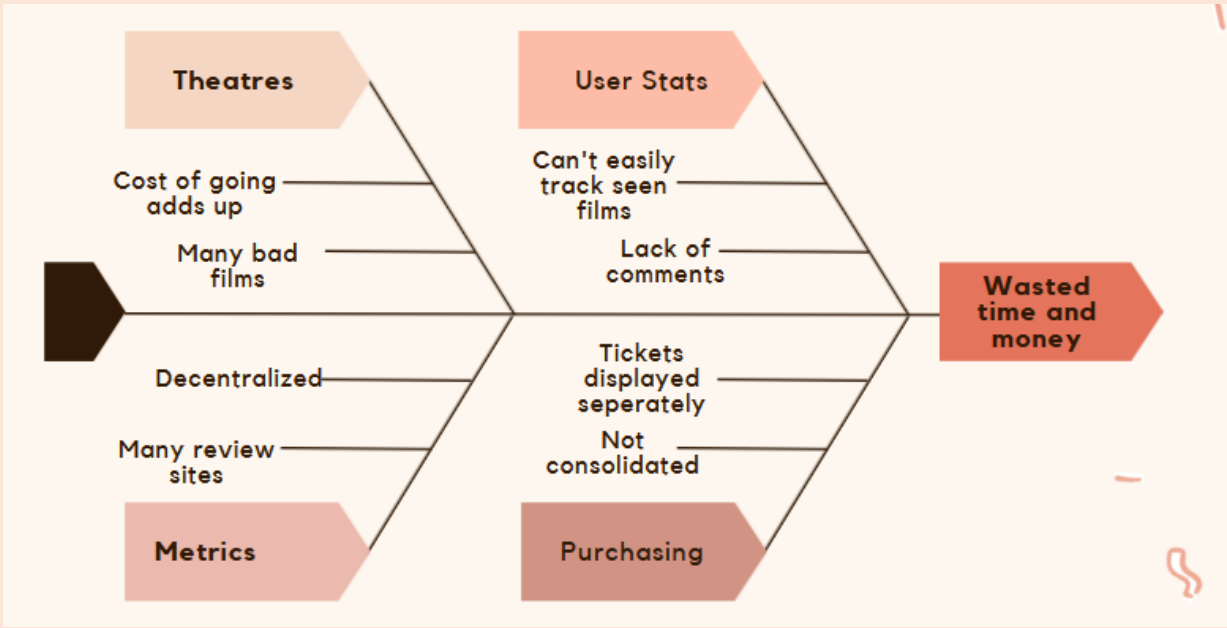 Theatres
User Stats
Cost of going
adds up
Many bad
films
Can't easily
track seen
films
Lack of
comments
Wasted
time and
money
Decentralized
Many review
sites
Tickets
displayed
seperately
Not
consolidated
Metrics
Purchasing